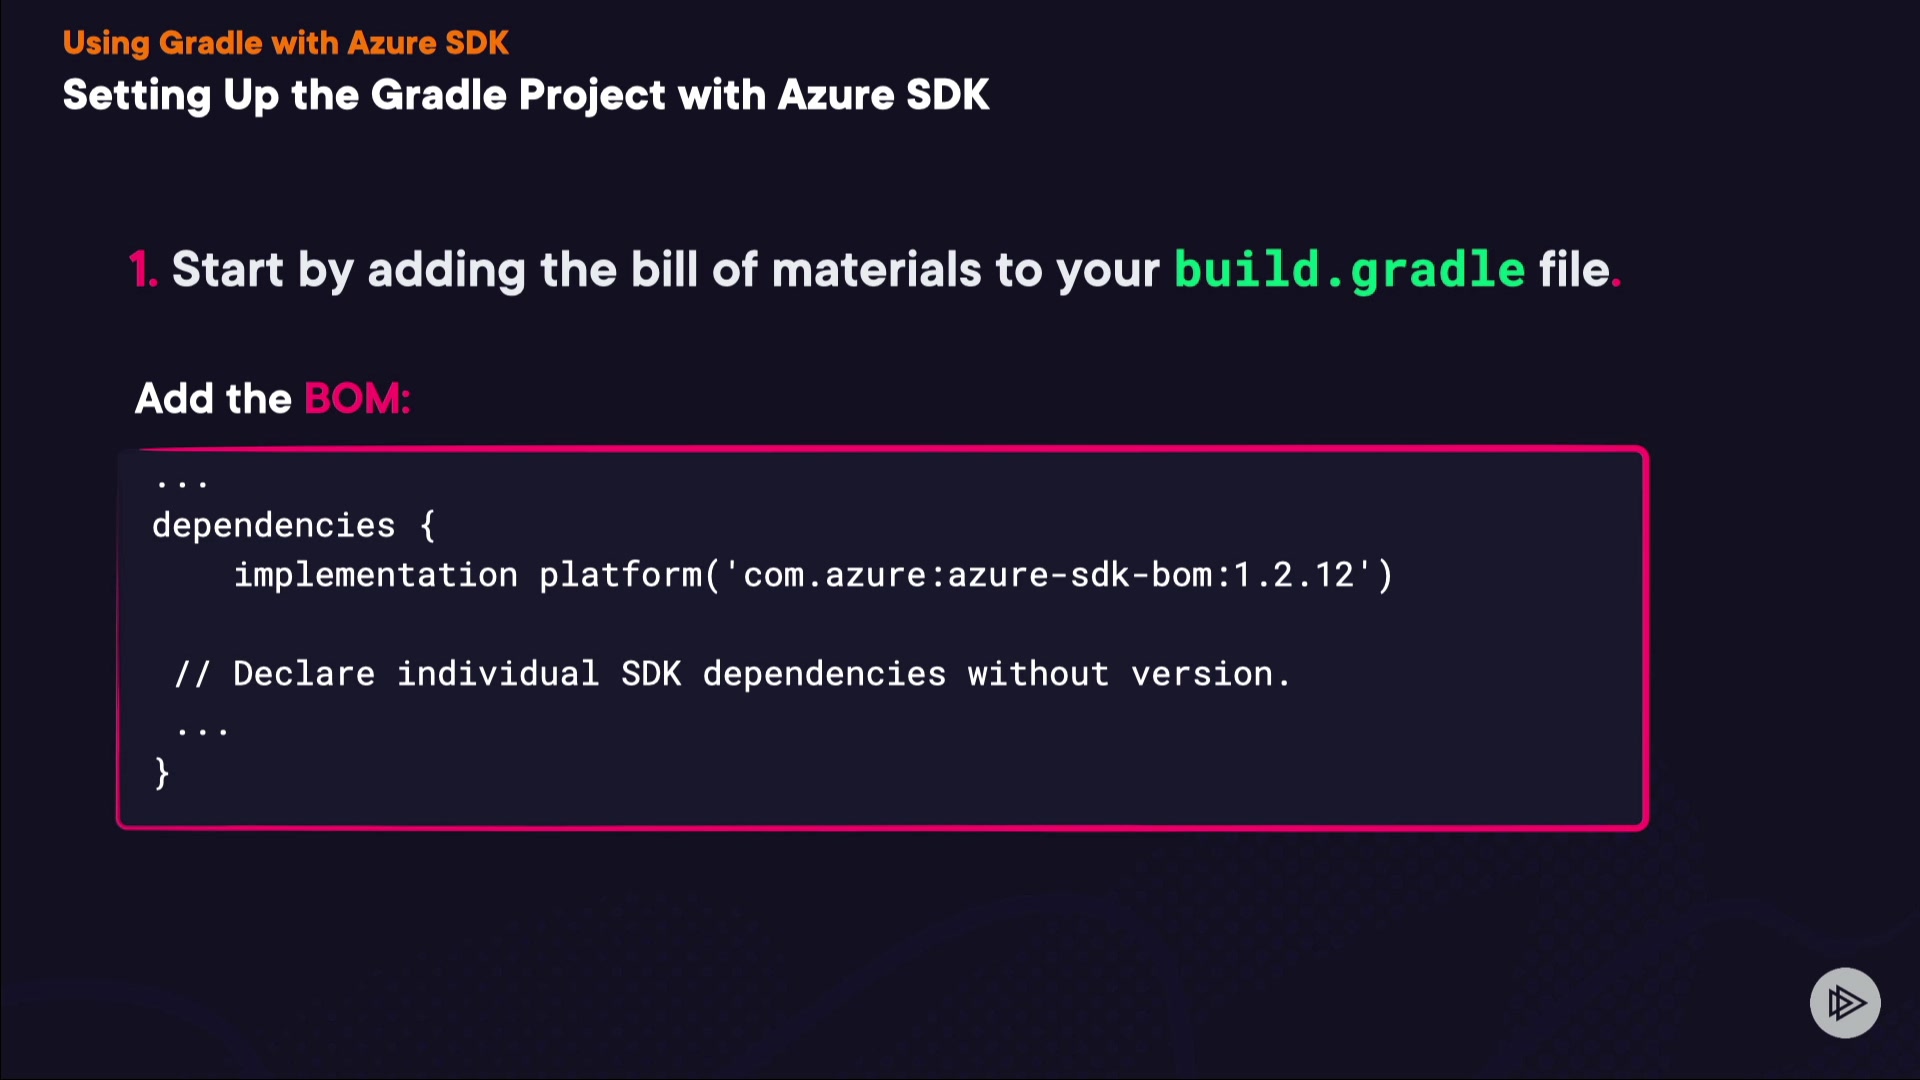 Using Gradle with Azure SDK
Setting Up the Gradle Project with Azure SDK
1. Start by adding the bill of materials to your build.gradle file.
Add the BOM:
...
dependencies {
    implementation platform('com.azure:azure-sdk-bom:1.2.12')
 // Declare individual SDK dependencies without version.
 ...
}